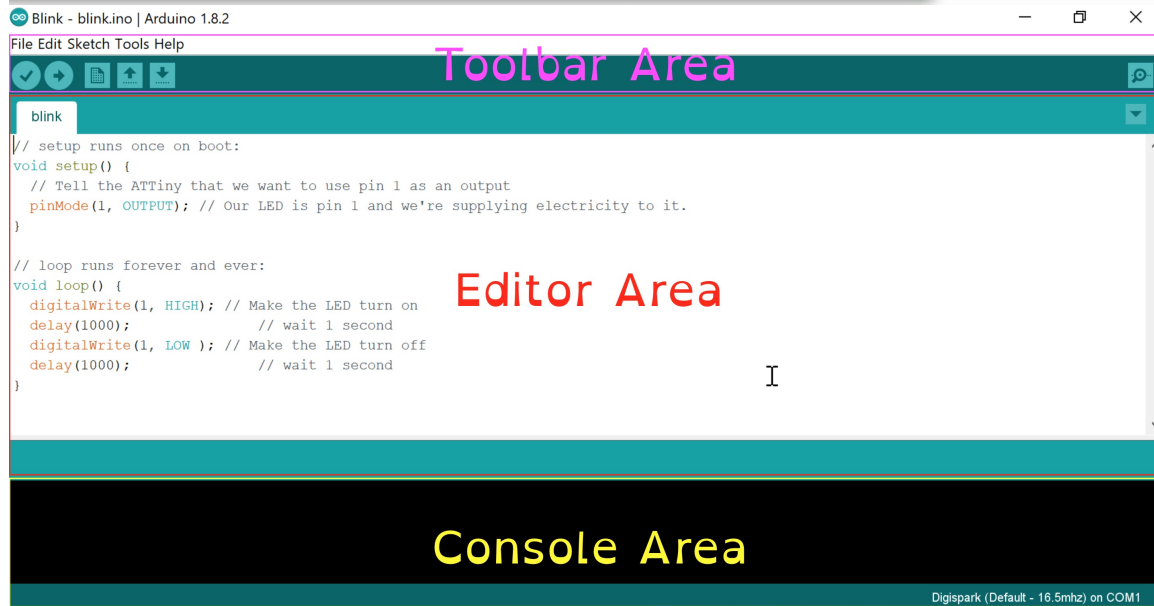 Blink - blink.ino | Arduino 1.8.2
File Edit Sketch Tools Help
Toolbar Area
blink
// setup runs once on boot:
void setup() {
  // Tell the ATTiny that we want to use pin 1 as an output
  pinMode(1, OUTPUT); // Our LED is pin 1 and we're supplying electricity to it.
}
// loop runs forever and ever:
void loop() {
  digitalWrite(1, HIGH); // Make the LED turn on
  delay(1000);               // wait 1 second
  digitalWrite(1, LOW ); // Make the LED turn off
  delay(1000);               // wait 1 second
}
Editor Area
Console Area
Digispark (Default - 16.5mhz) on COM1